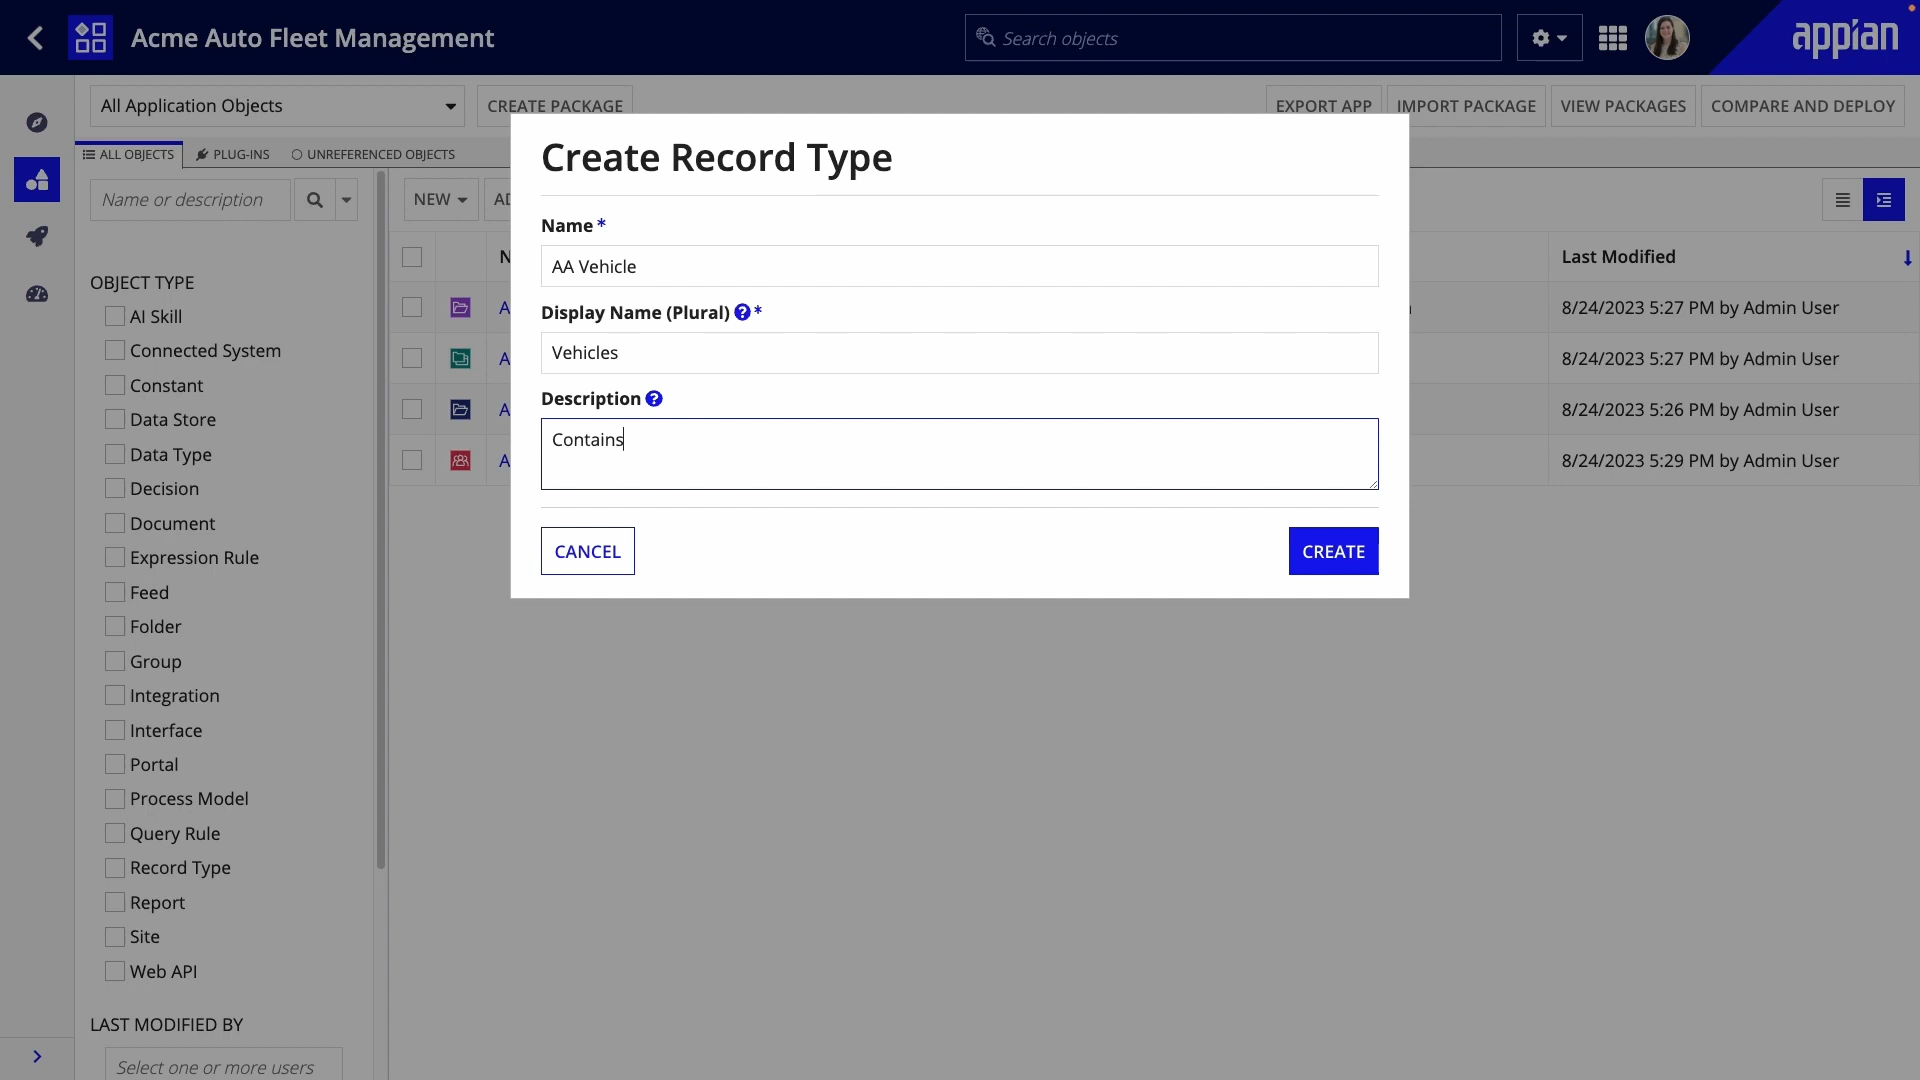 Acme Auto Fleet Management
Search objects
appian
All Application Objects
CREATE PACKAGE
EXPORT APP
IMPORT PACKAGE
VIEW PACKAGES
COMPARE AND DEPLOY
ALL OBJECTS
PLUG-INS
UNREFERENCED OBJECTS
Name or description
NEW
Create Record Type
Name *
AA Vehicle
Display Name (Plural) ? *
Vehicles
Description ?
Contains
CANCEL
CREATE
Last Modified
8/24/2023 5:27 PM by Admin User
8/24/2023 5:27 PM by Admin User
8/24/2023 5:26 PM by Admin User
8/24/2023 5:29 PM by Admin User
OBJECT TYPE
AI Skill
Connected System
Constant
Data Store
Data Type
Decision
Document
Expression Rule
Feed
Folder
Group
Integration
Interface
Portal
Process Model
Query Rule
Record Type
Report
Site
Web API
LAST MODIFIED BY
Select one or more users